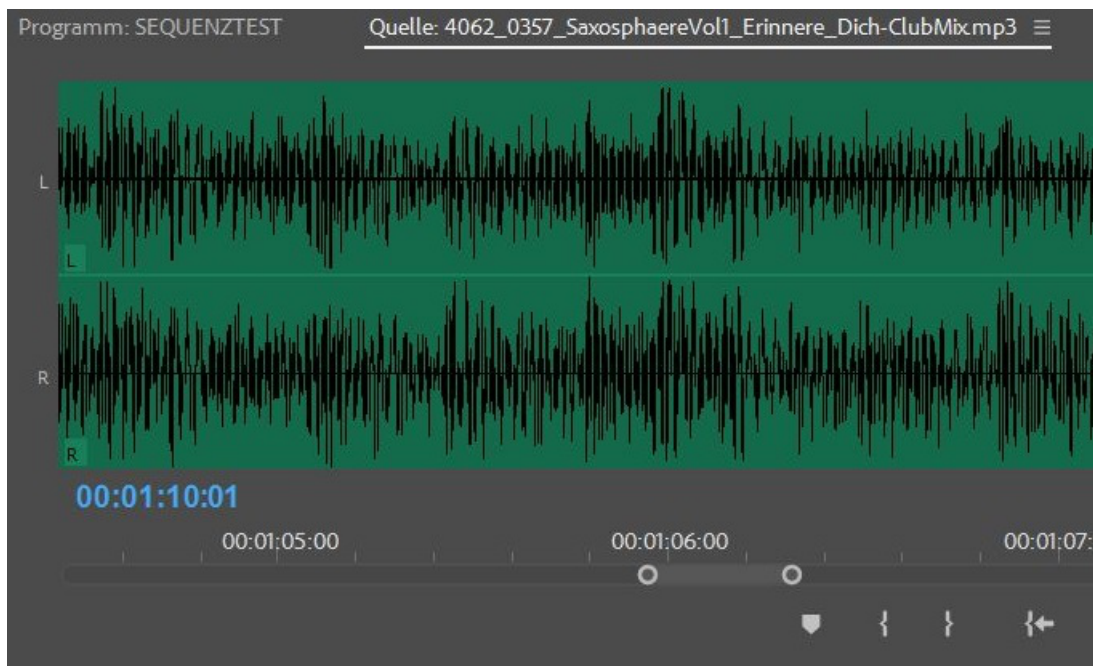 Programm: SEQUENZTEST Quelle: 4062_0357_SaxosphaereVol1_Erinnere_Dich-ClubMix.mp3
L
L
R
R
00:01:10:01
00:01:05:00 00:01:06:00 00:01:07: